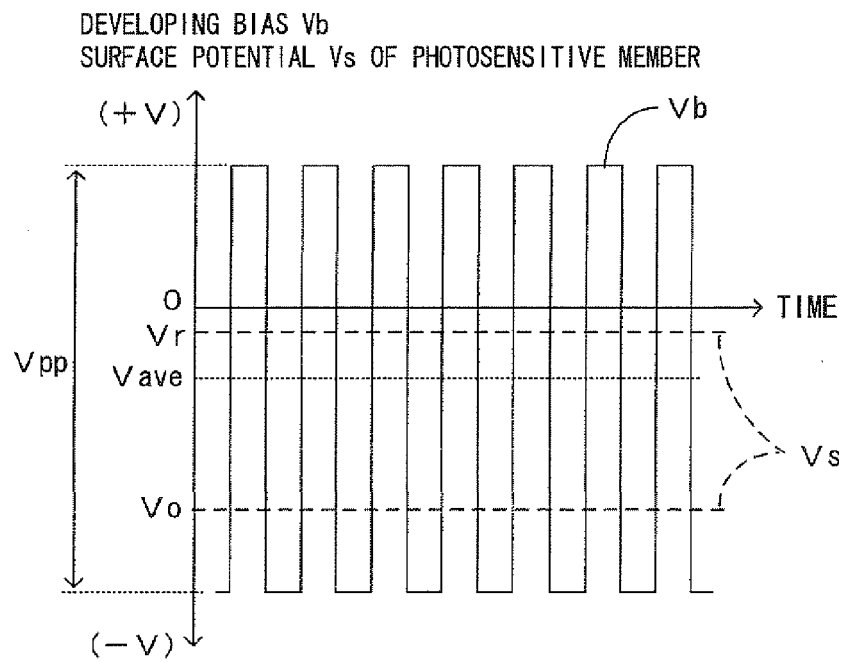 DEVELOPING BIAS Vb
SURFACE POTENTIAL Vs OF PHOTOSENSITIVE MEMBER
(+V)
Vb
0
TIME
Vr
Vpp
Vave
Vs
Vo
(-V)